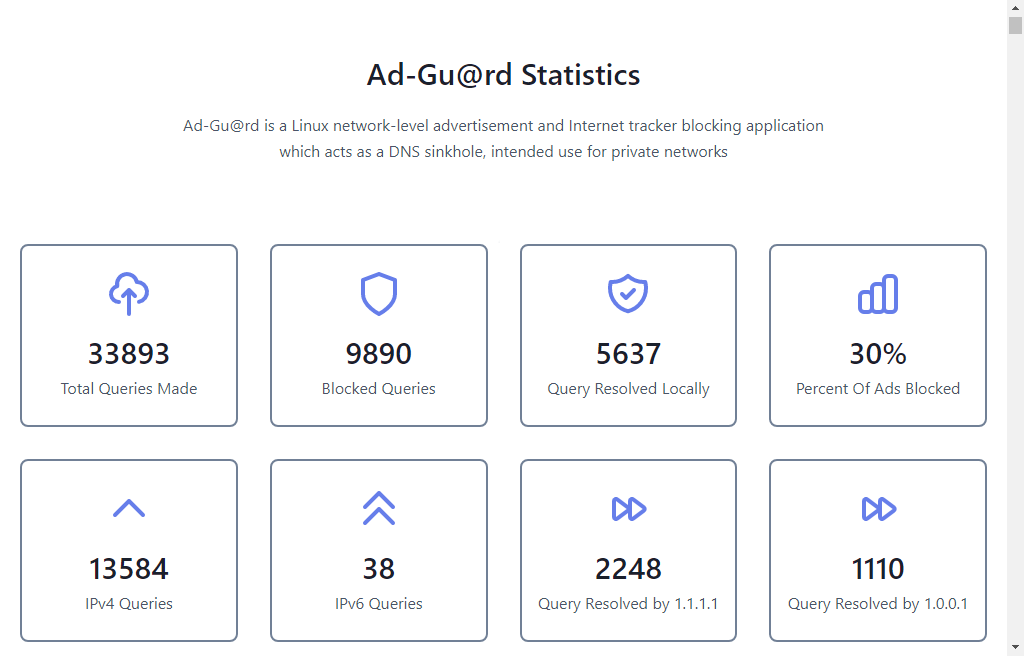 Ad-Gu@rd Statistics
Ad-Gu@rd is a Linux network-level advertisement and Internet tracker blocking application
which acts as a DNS sinkhole, intended use for private networks
33893
Total Queries Made
9890
Blocked Queries
5637
Query Resolved Locally
30%
Percent Of Ads Blocked
13584
IPv4 Queries
38
IPv6 Queries
2248
Query Resolved by 1.1.1.1
1110
Query Resolved by 1.0.0.1